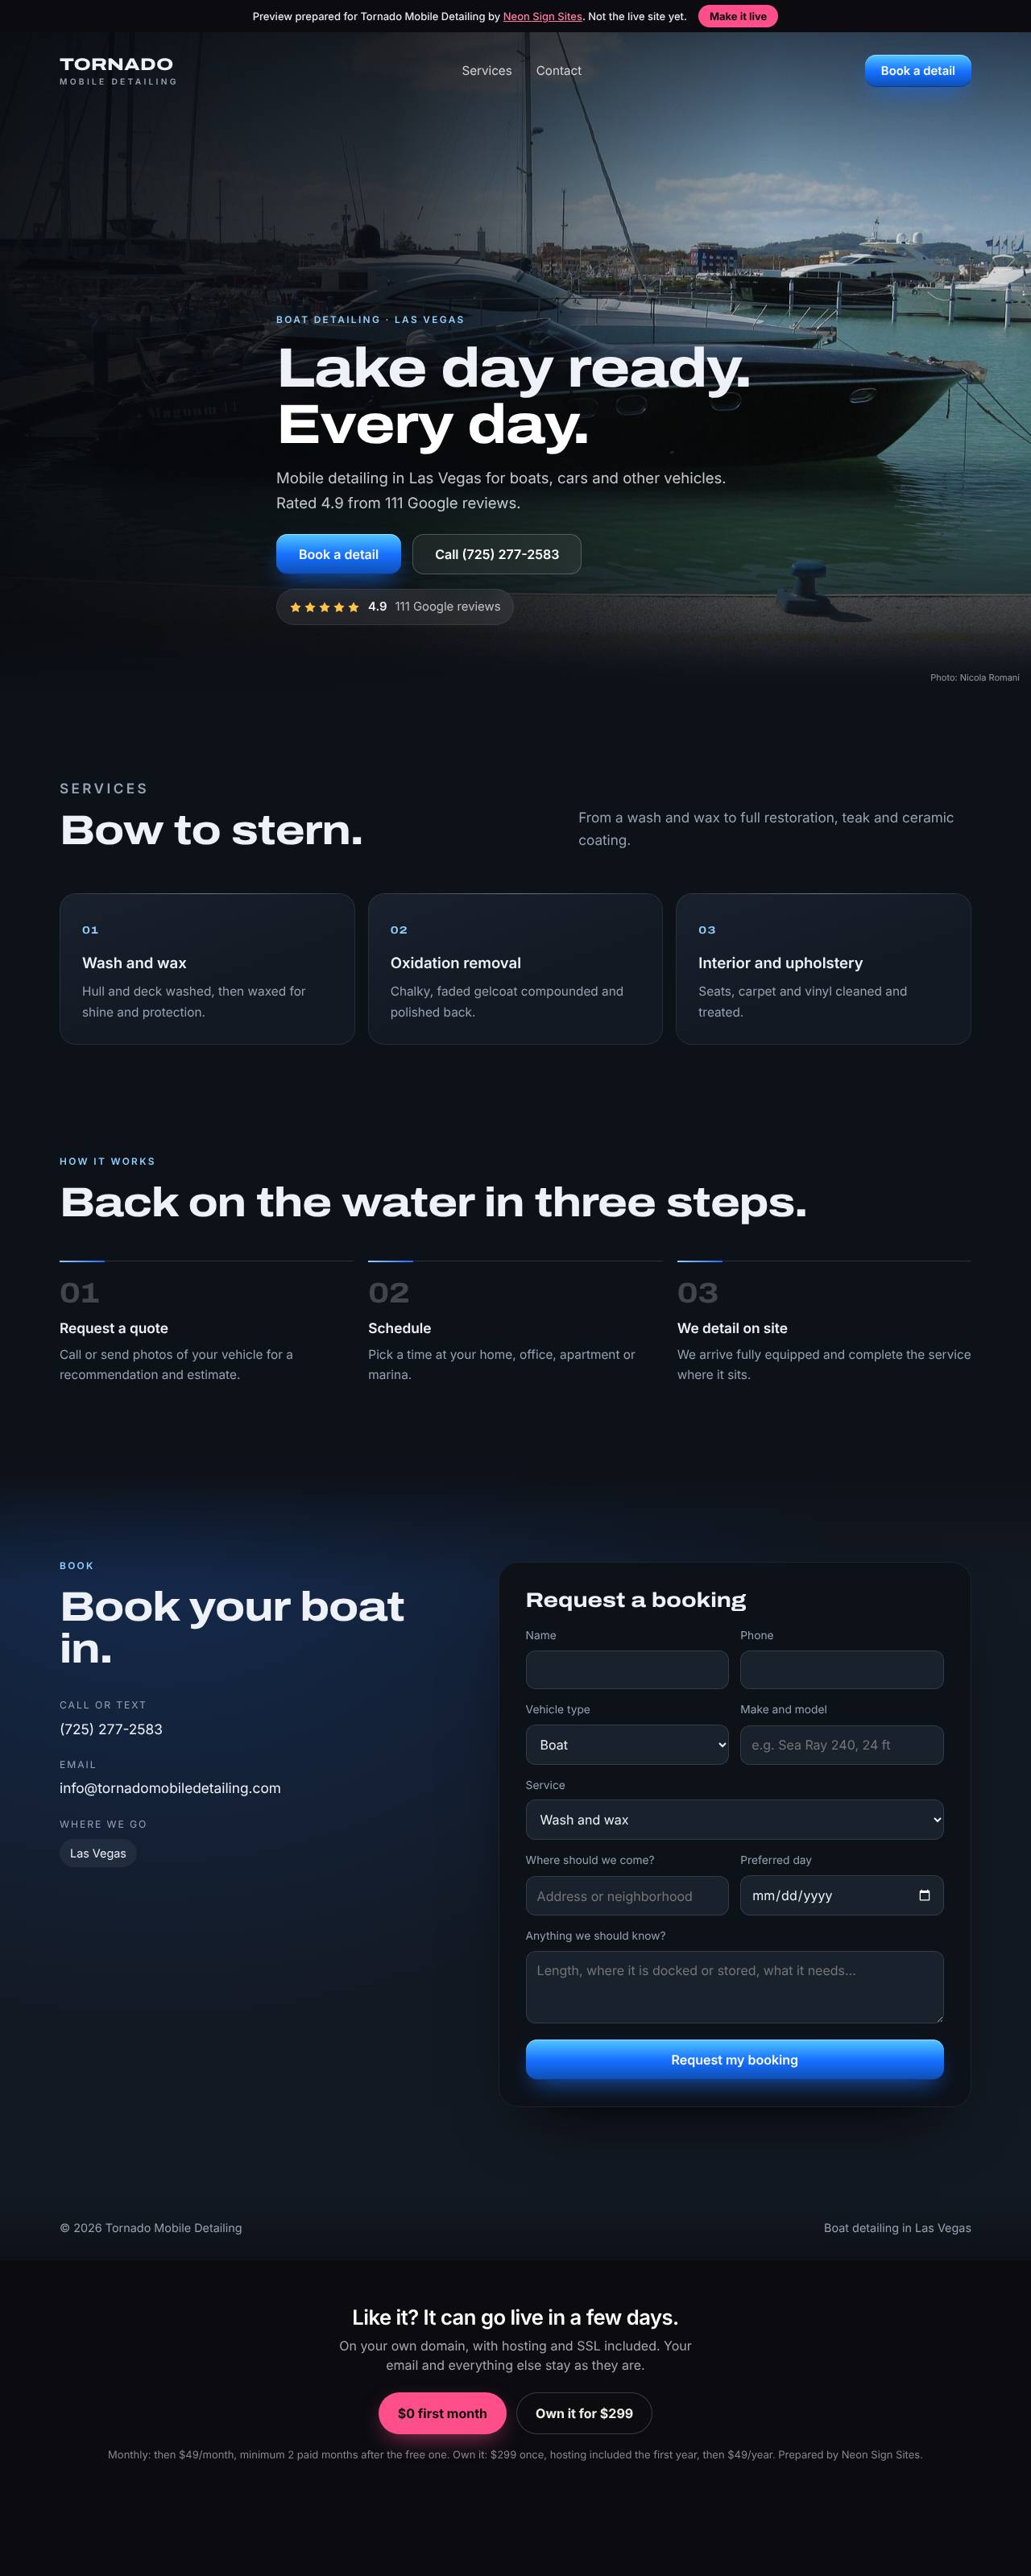 Preview prepared for Tornado Mobile Detailing by Neon Sign Sites. Not the live site yet. Make it live
TORNADO
MOBILE DETAILING
Services Contact
Book a detail
BOAT DETAILING · LAS VEGAS
Lake day ready.
Every day.
Mobile detailing in Las Vegas for boats, cars and other vehicles.
Rated 4.9 from 111 Google reviews.
Book a detail Call (725) 277-2583
4.9 111 Google reviews
Photo: Nicola Romani
SERVICES
Bow to stern.
From a wash and wax to full restoration, teak and ceramic
coating.
01
Wash and wax
Hull and deck washed, then waxed for
shine and protection.
02
Oxidation removal
Chalky, faded gelcoat compounded and
polished back.
03
Interior and upholstery
Seats, carpet and vinyl cleaned and
treated.
HOW IT WORKS
Back on the water in three steps.
01
Request a quote
Call or send photos of your vehicle for a
recommendation and estimate.
02
Schedule
Pick a time at your home, office, apartment or
marina.
03
We detail on site
We arrive fully equipped and complete the service
where it sits.
BOOK
Book your boat
in.
CALL OR TEXT
(725) 277-2583
EMAIL
info@tornadomobiledetailing.com
WHERE WE GO
Las Vegas
Request a booking
Name Phone
Vehicle type Make and model
Boat e.g. Sea Ray 240, 24 ft
Service
Wash and wax
Where should we come? Preferred day
Address or neighborhood mm/dd/yyyy
Anything we should know?
Length, where it is docked or stored, what it needs...
Request my booking
© 2026 Tornado Mobile Detailing
Boat detailing in Las Vegas
Like it? It can go live in a few days.
On your own domain, with hosting and SSL included. Your
email and everything else stay as they are.
$0 first month Own it for $299
Monthly: then $49/month, minimum 2 paid months after the free one. Own it: $299 once, hosting included the first year, then $49/year. Prepared by Neon Sign Sites.